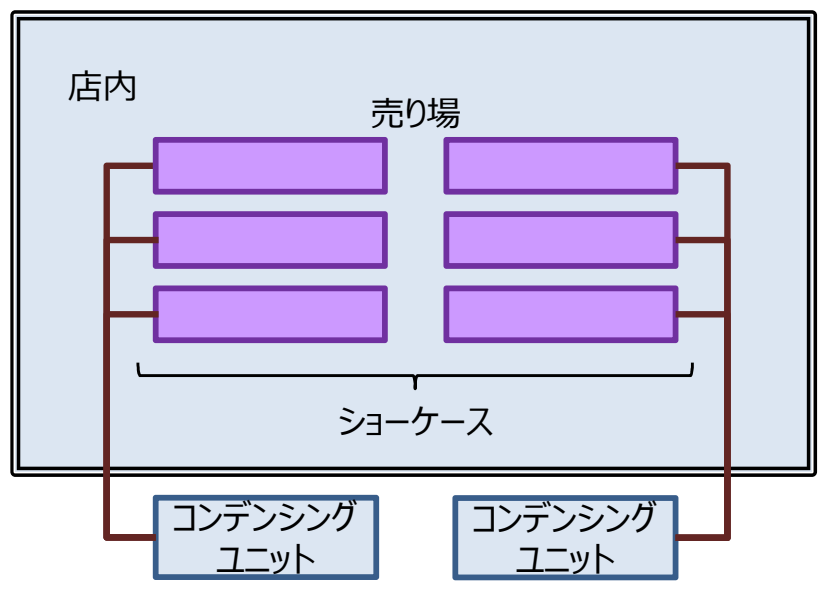 店内
売り場
ショーケース
コンデンシング
ユニット
コンデンシング
ユニット